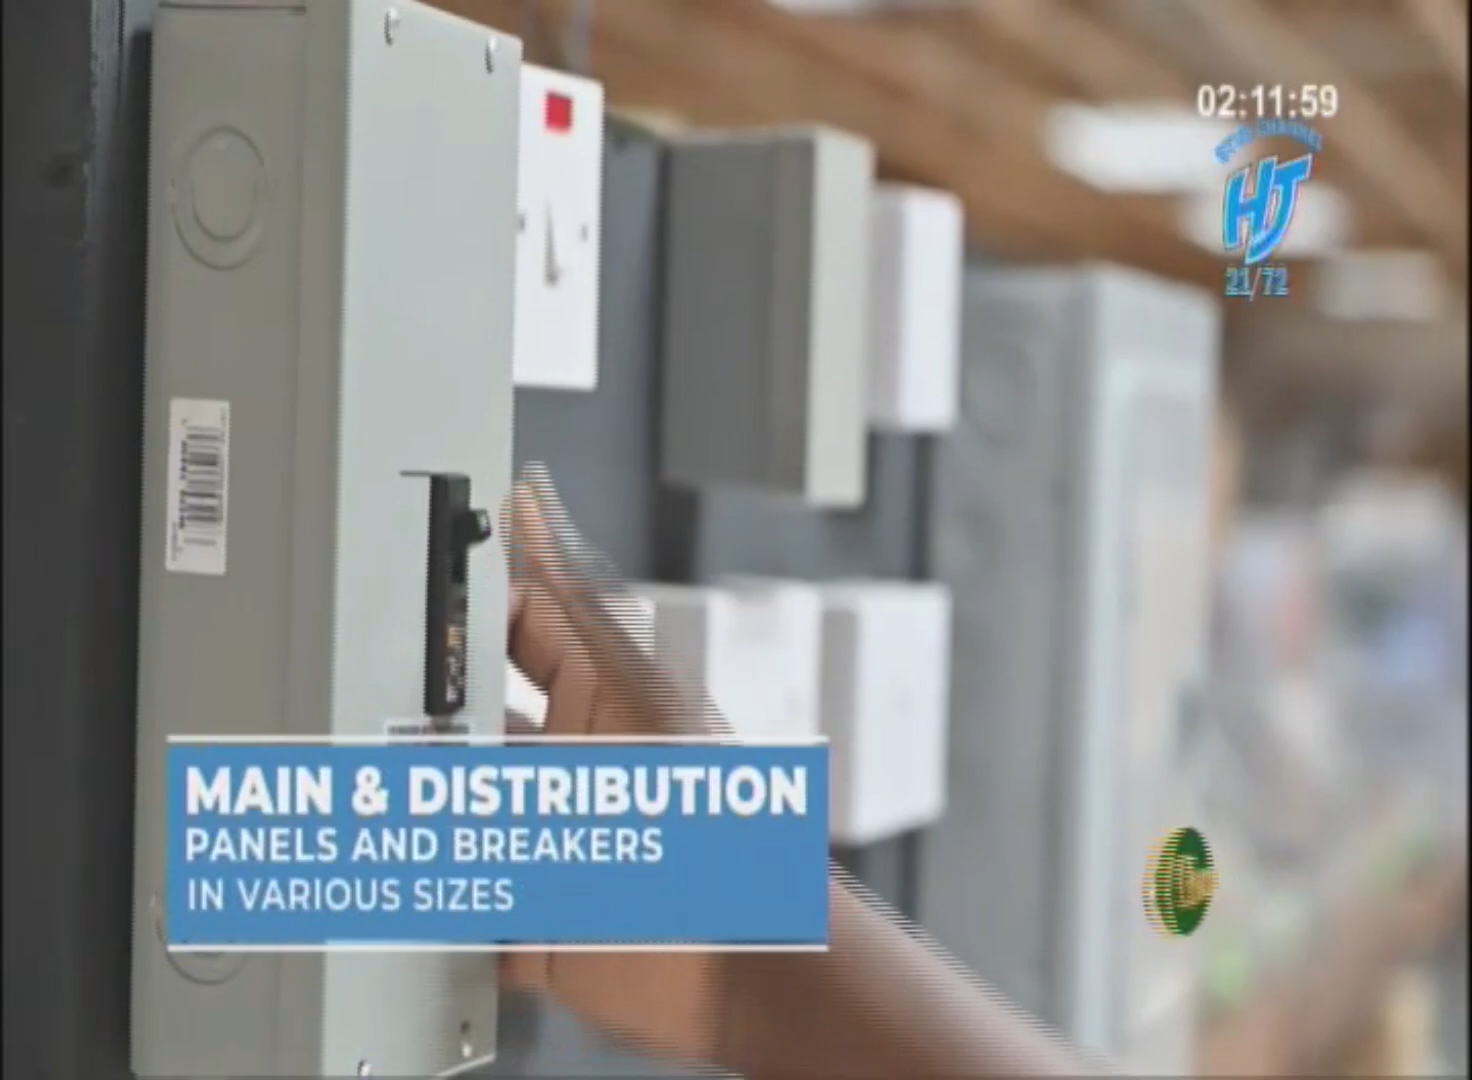 02:11:59
HJ
21/72
MAIN & DISTRIBUTION
PANELS AND BREAKERS
IN VARIOUS SIZES